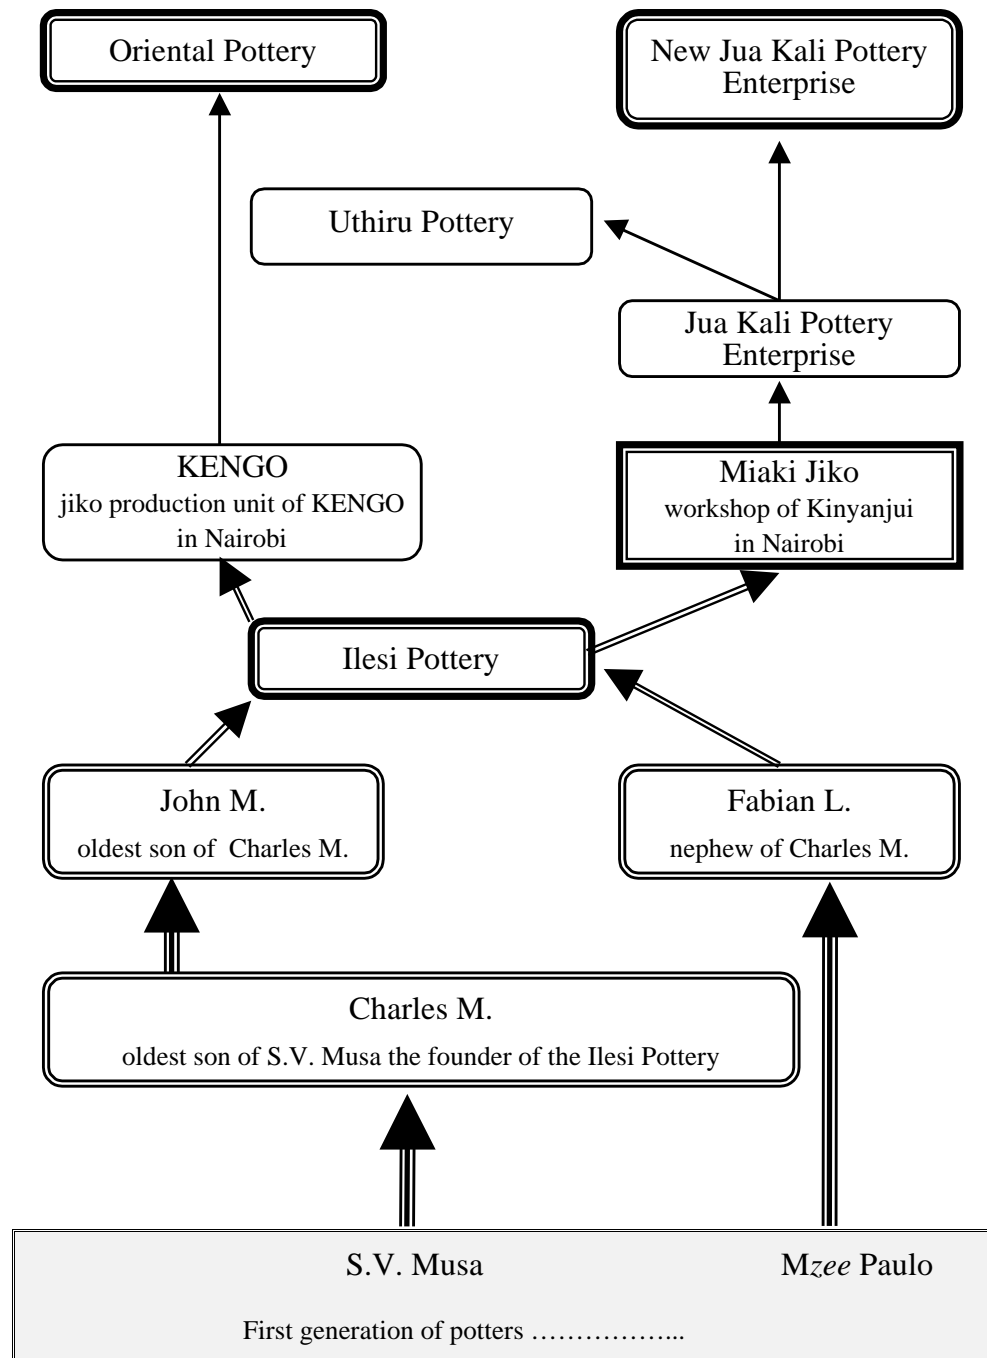 Oriental Pottery
New Jua Kali Pottery
Enterprise
Uthiru Pottery
Jua Kali Pottery
Enterprise
KENGO
jiko production unit of KENGO
in Nairobi
Miaki Jiko
workshop of Kinyanjui
in Nairobi
Ilesi Pottery
John M.
oldest son of Charles M.
Fabian L.
nephew of Charles M.
Charles M.
oldest son of S.V. Musa the founder of the Ilesi Pottery
S.V. Musa
Mzee Paulo
First generation of potters ………………...